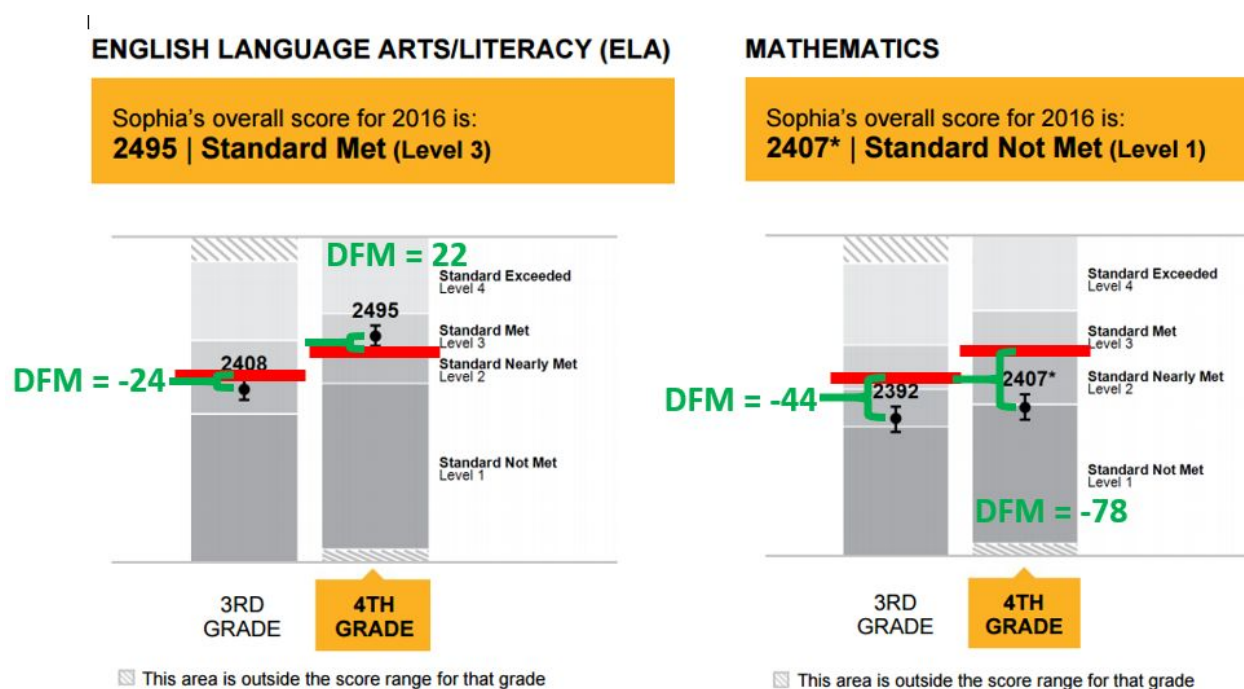 ENGLISH LANGUAGE ARTS/LITERACY (ELA)
Sophia's overall score for 2016 is:
2495 | Standard Met (Level 3)
DFM = 22
Standard Exceeded
Level 4
2495
Standard Met
Level 3
2408
Standard Nearly Met
Level 2
DFM = -24
Standard Not Met
Level 1
3RD
GRADE
4TH
GRADE
This area is outside the score range for that grade
MATHEMATICS
Sophia's overall score for 2016 is:
2407* | Standard Not Met (Level 1)
Standard Exceeded
Level 4
Standard Met
Level 3
2392
2407*
Standard Nearly Met
Level 2
DFM = -44
Standard Not Met
Level 1
DFM = -78
3RD
GRADE
4TH
GRADE
This area is outside the score range for that grade